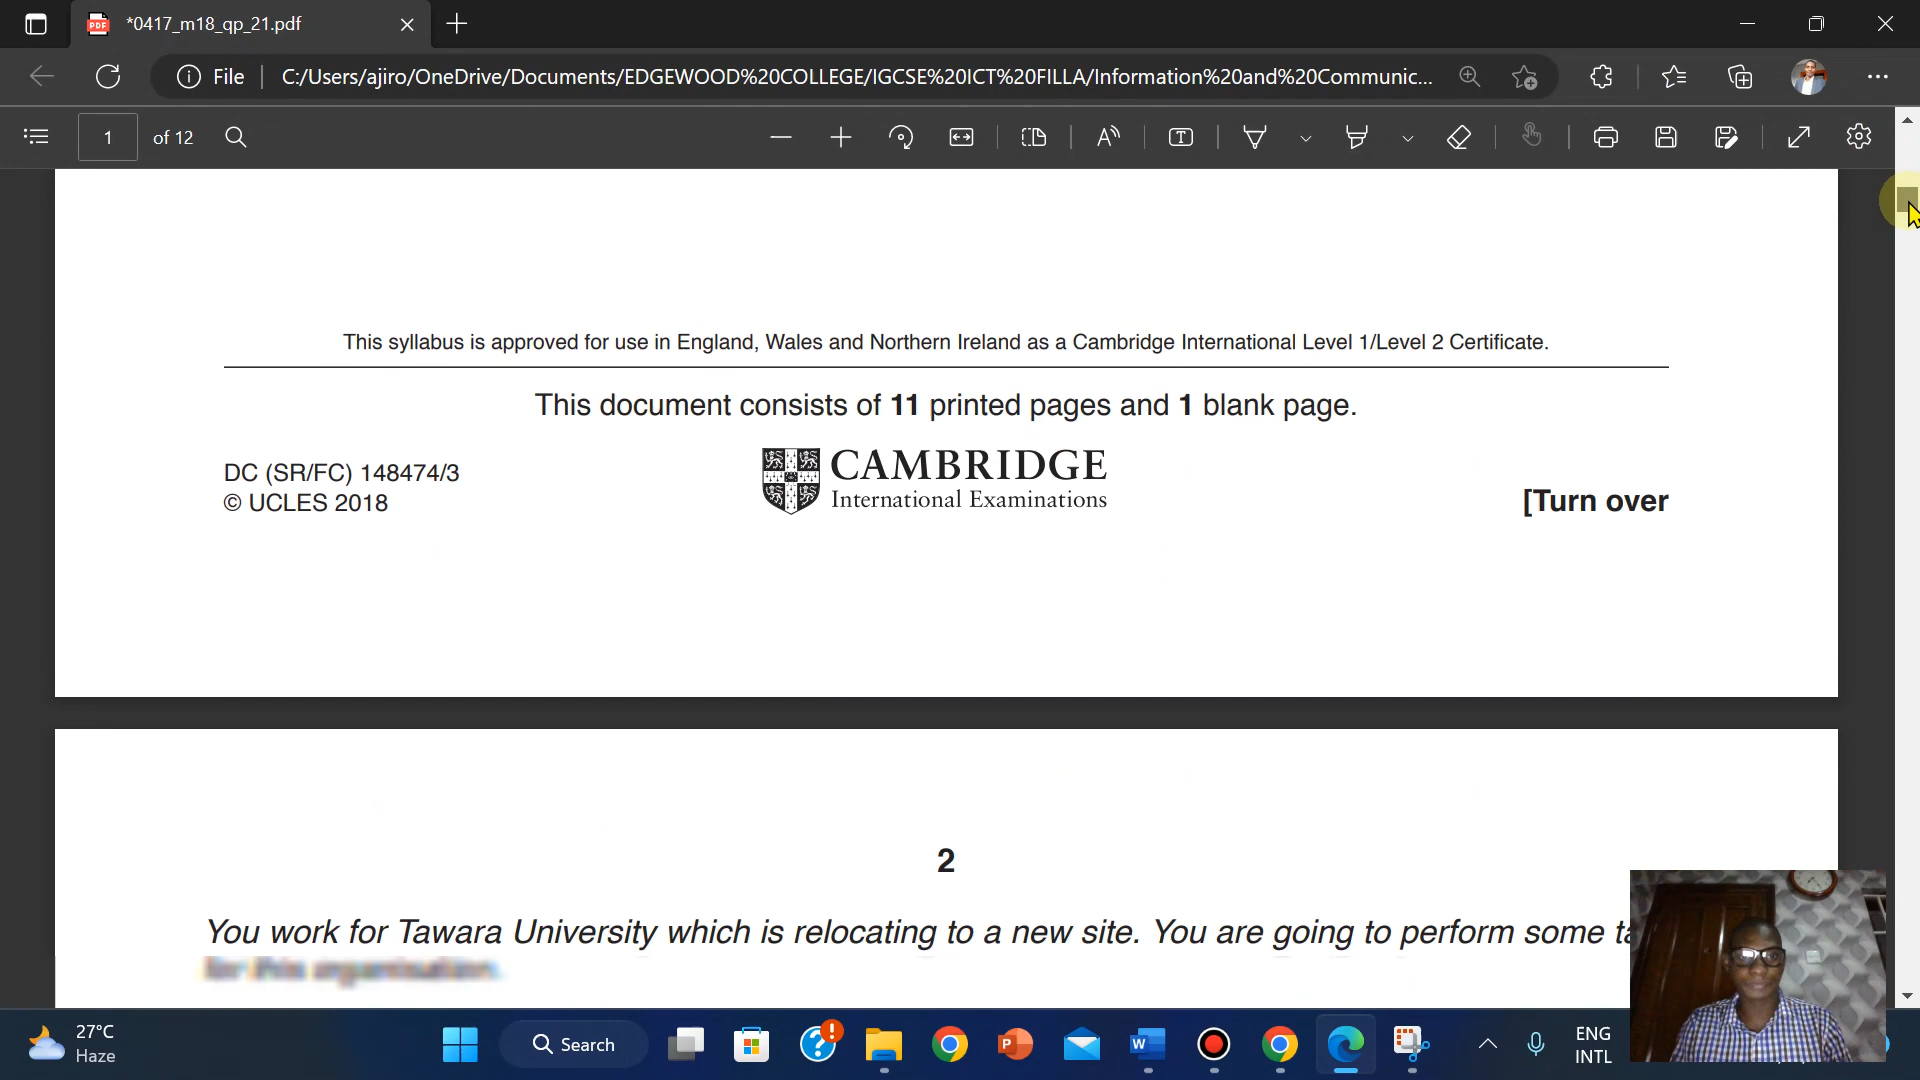 *0417_m18_qp_21.pdf
File
C:/Users/ajiro/OneDrive/Documents/EDGEWOOD%20COLLEGE/IGCSE%20ICT%20FILLA/Information%20and%20Communic...
1 of 12
This syllabus is approved for use in England, Wales and Northern Ireland as a Cambridge International Level 1/Level 2 Certificate.
This document consists of 11 printed pages and 1 blank page.
DC (SR/FC) 148474/3
© UCLES 2018
CAMBRIDGE
International Examinations
[Turn over
2
You work for Tawara University which is relocating to a new site. You are going to perform some
for this organisation.
27°C
Haze
Search
ENG
INTL